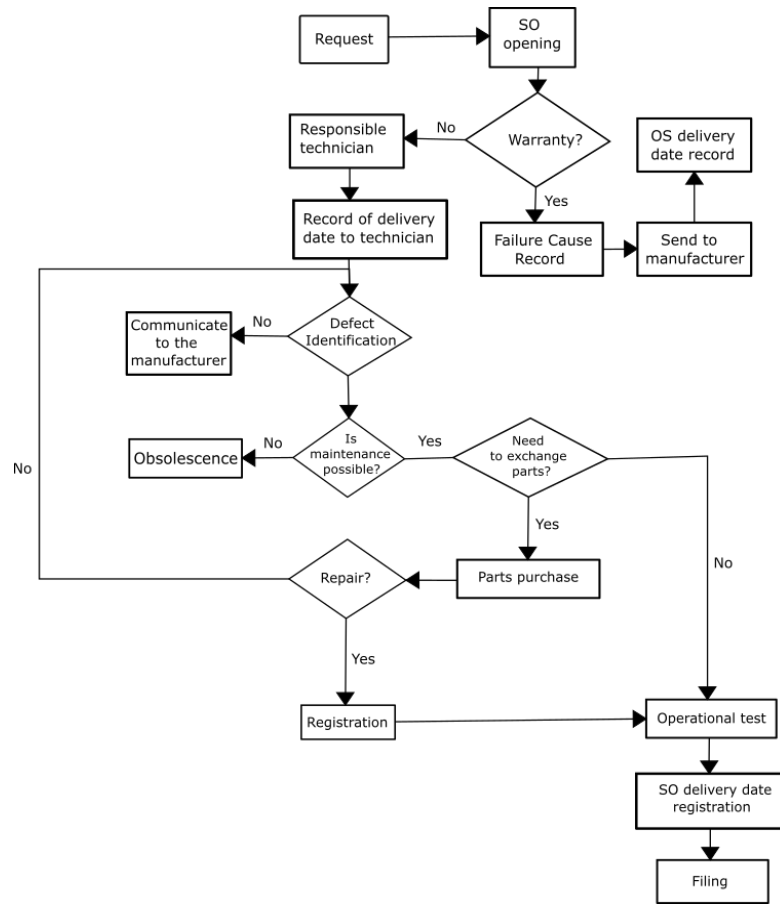 Request
SO
opening
Warranty?
No
Yes
Responsible
technician
OS delivery
date record
Record of delivery
date to technician
Failure Cause
Record
Send to
manufacturer
Defect
Identification
No
Communicate
to the
manufacturer
Is
maintenance
possible?
No
Yes
Obsolescence
Need
to exchange
parts?
Yes
No
No
Parts purchase
Repair?
Yes
Registration
Operational test
SO delivery date
registration
Filing